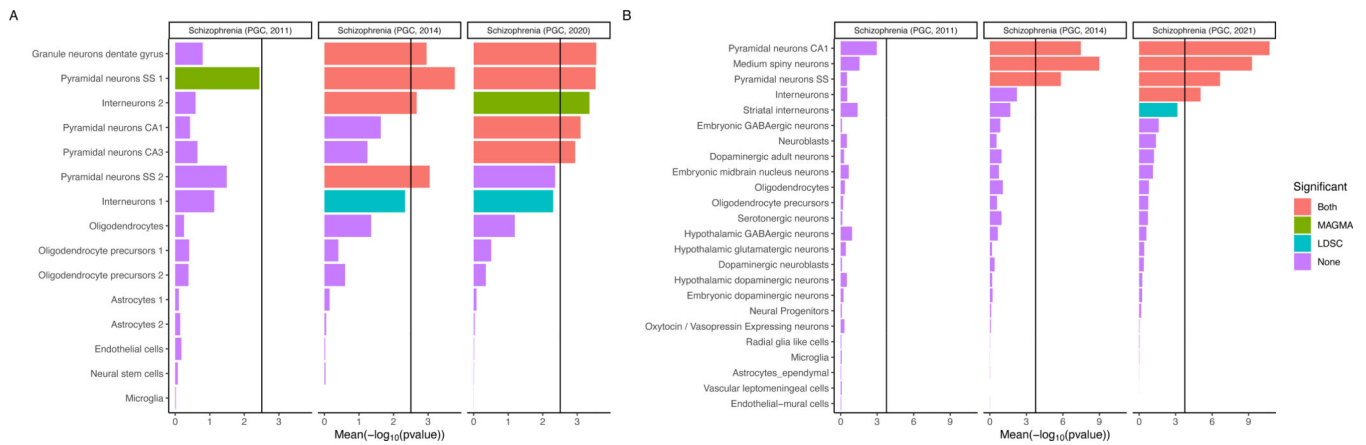 A
Schizophrenia (PGC, 2011)
Schizophrenia (PGC, 2014)
Schizophrenia (PGC, 2020)
Granule neurons dentate gyrus
Pyramidal neurons SS 1
Interneurons 2
Pyramidal neurons CA1
Pyramidal neurons CA3
Pyramidal neurons SS 2
Interneurons 1
Oligodendrocytes
Oligodendrocyte precursors 1
Oligodendrocyte precursors 2
Astrocytes 1
Astrocytes 2
Endothelial cells
Neural stem cells
Microglia
0 1 2 3 0 1 2 3 0 1 2 3
Mean(−log10(pvalue))
B
Schizophrenia (PGC, 2011)
Schizophrenia (PGC, 2014)
Schizophrenia (PGC, 2021)
Pyramidal neurons CA1
Medium spiny neurons
Pyramidal neurons SS
Interneurons
Striatal interneurons
Embryonic GABAergic neurons
Neuroblasts
Dopaminergic adult neurons
Embryonic midbrain nucleus neurons
Oligodendrocytes
Oligodendrocyte precursors
Serotonergic neurons
Hypothalamic GABAergic neurons
Hypothalamic glutamatergic neurons
Dopaminergic neuroblasts
Hypothalamic dopaminergic neurons
Embryonic dopaminergic neurons
Neural Progenitors
Oxytocin / Vasopressin Expressing neurons
Radial glia like cells
Microglia
Astrocytes_ependymal
Vascular leptomeningeal cells
Endothelial−mural cells
0 3 6 9 0 3 6 9 0 3 6 9
Mean(−log10(pvalue))
Significant
Both
MAGMA
LDSC
None